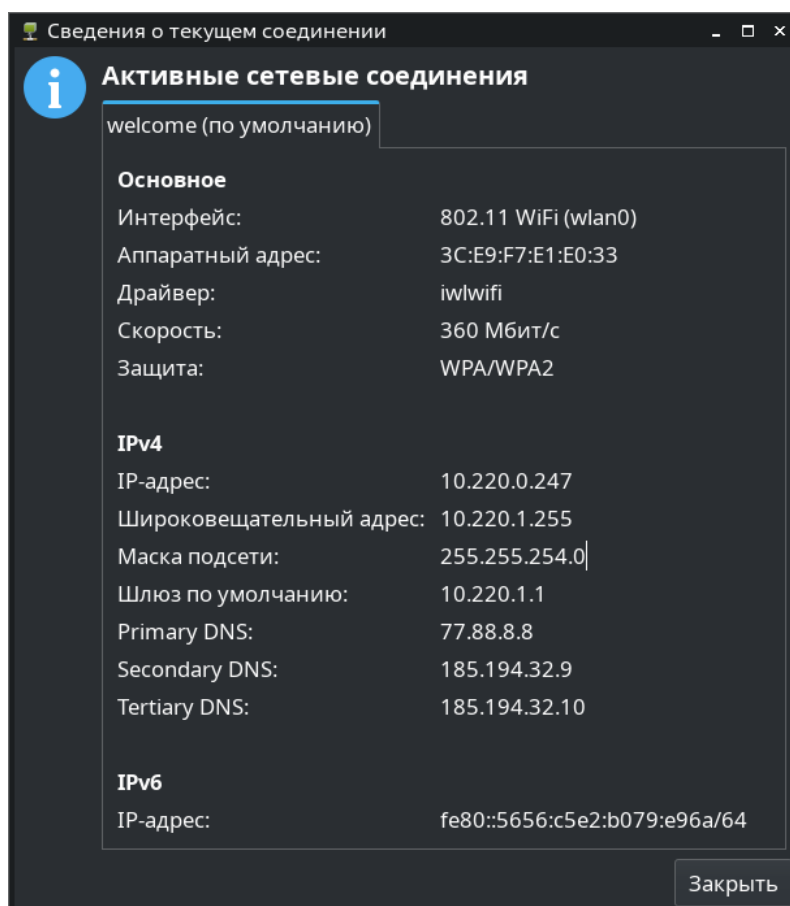 Сведения о текущем соединении
Активные сетевые соединения
welcome (по умолчанию)
Основное
Интерфейс: 802.11 WiFi (wlan0)
Аппаратный адрес: 3C:E9:F7:E1:E0:33
Драйвер: iwlwifi
Скорость: 360 Мбит/с
Защита: WPA/WPA2
IPv4
IP-адрес: 10.220.0.247
Широковещательный адрес: 10.220.1.255
Маска подсети: 255.255.254.0
Шлюз по умолчанию: 10.220.1.1
Primary DNS: 77.88.8.8
Secondary DNS: 185.194.32.9
Tertiary DNS: 185.194.32.10
IPv6
IP-адрес: fe80::5656:c5e2:b079:e96a/64
Закрыть